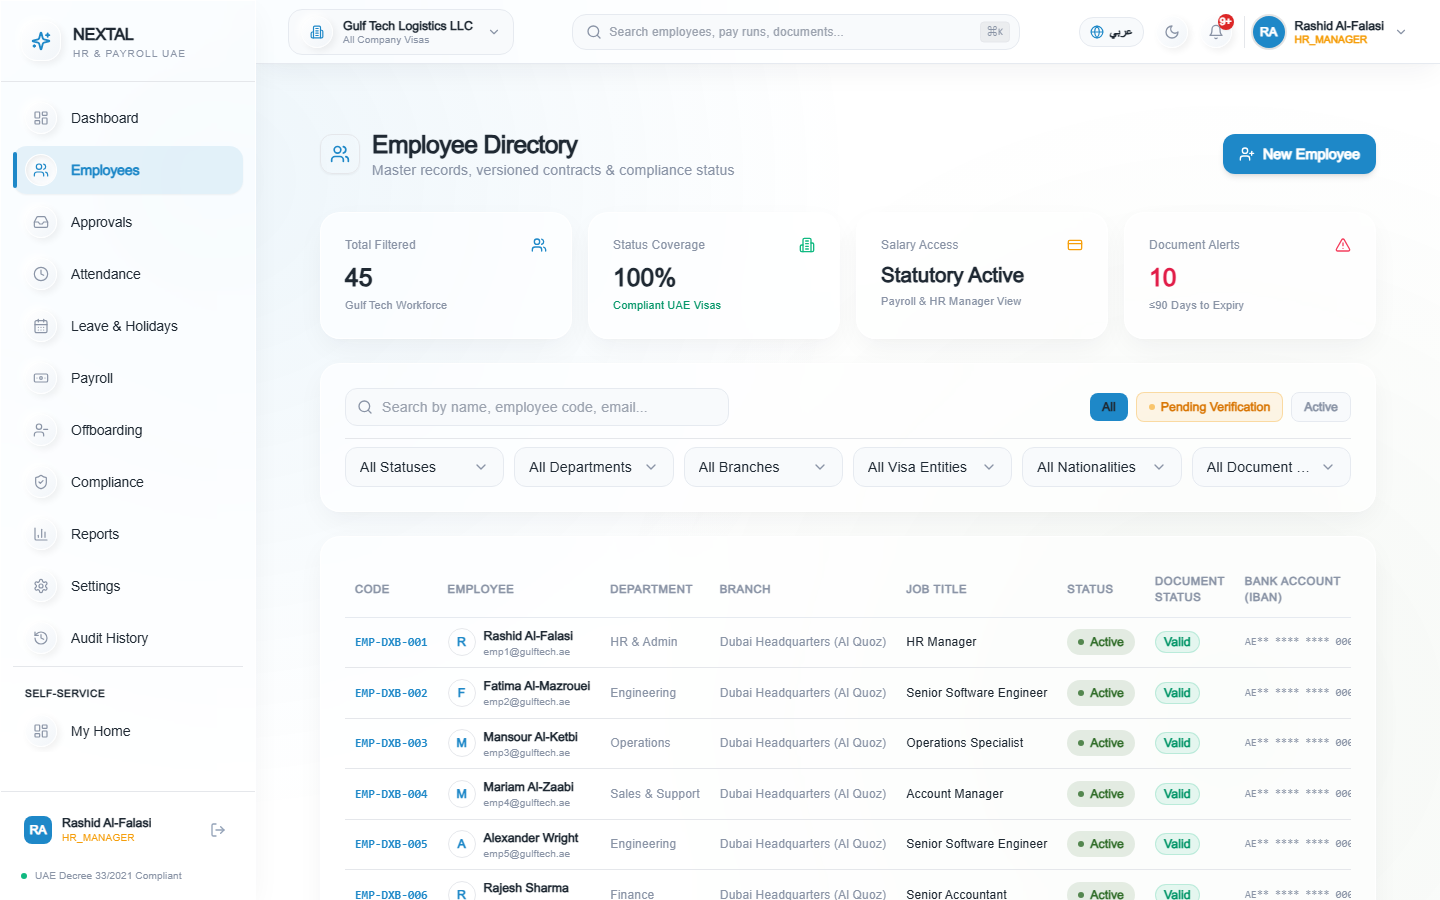 NEXTAL
HR & PAYROLL UAE
Gulf Tech Logistics LLC
All Company Visas
Search employees, pay runs, documents...
⌘K
عربي
9+
RA
Rashid Al-Falasi
HR_MANAGER
Dashboard
Employees
Approvals
Attendance
Leave & Holidays
Payroll
Offboarding
Compliance
Reports
Settings
Audit History
SELF-SERVICE
My Home
RA
Rashid Al-Falasi
HR_MANAGER
UAE Decree 33/2021 Compliant
Employee Directory
Master records, versioned contracts & compliance status
New Employee
Total Filtered
45
Gulf Tech Workforce
Status Coverage
100%
Compliant UAE Visas
Salary Access
Statutory Active
Payroll & HR Manager View
Document Alerts
10
≤90 Days to Expiry
Search by name, employee code, email...
All
Pending Verification
Active
All Statuses
All Departments
All Branches
All Visa Entities
All Nationalities
All Document ...
CODE EMPLOYEE DEPARTMENT BRANCH JOB TITLE STATUS DOCUMENT STATUS BANK ACCOUNT (IBAN)
EMP-DXB-001 R Rashid Al-Falasi HR & Admin Dubai Headquarters (Al Quoz) HR Manager Active Valid AE** **** **** 000
emp1@gulftech.ae
EMP-DXB-002 F Fatima Al-Mazrouei Engineering Dubai Headquarters (Al Quoz) Senior Software Engineer Active Valid AE** **** **** 000
emp2@gulftech.ae
EMP-DXB-003 M Mansour Al-Ketbi Operations Dubai Headquarters (Al Quoz) Operations Specialist Active Valid AE** **** **** 000
emp3@gulftech.ae
EMP-DXB-004 M Mariam Al-Zaabi Sales & Support Dubai Headquarters (Al Quoz) Account Manager Active Valid AE** **** **** 000
emp4@gulftech.ae
EMP-DXB-005 A Alexander Wright Engineering Dubai Headquarters (Al Quoz) Senior Software Engineer Active Valid AE** **** **** 000
emp5@gulftech.ae
EMP-DXB-006 R Rajesh Sharma Finance Dubai Headquarters (Al Quoz) Senior Accountant Active Valid AE** **** **** 000